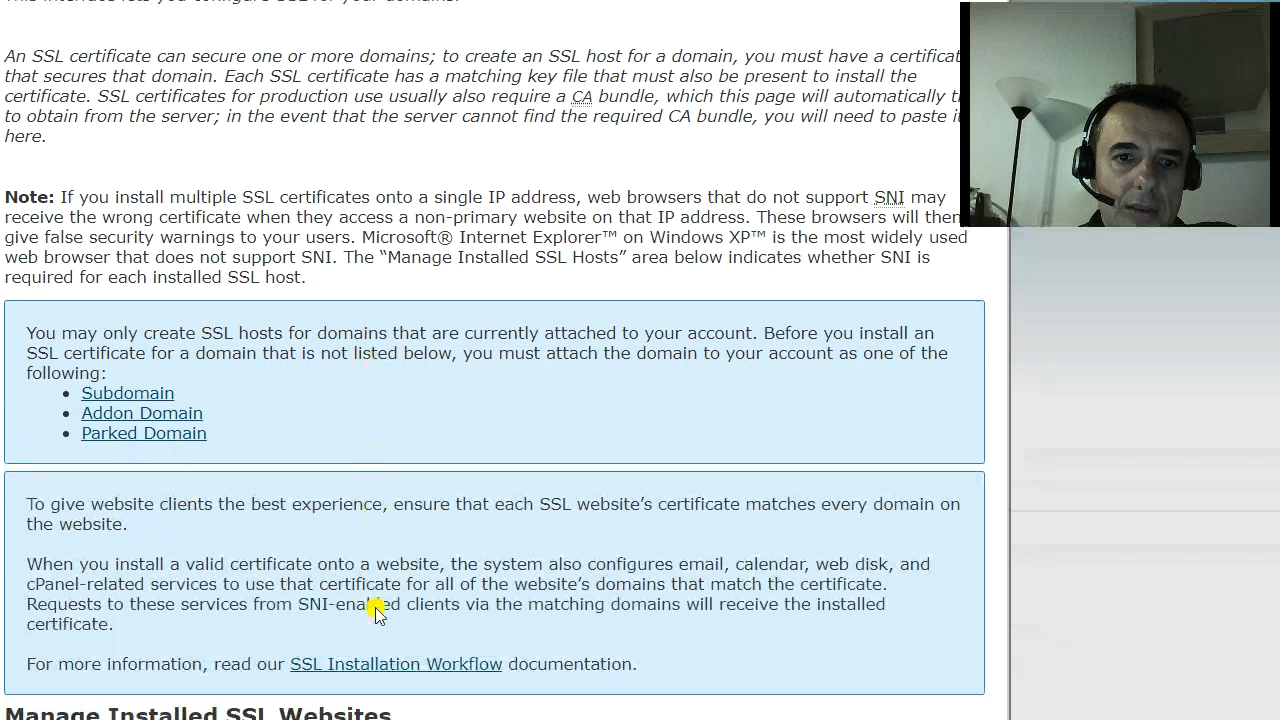 This interface lets you configure SSL for your domains.
An SSL certificate can secure one or more domains; to create an SSL host for a domain, you must have a certificat
that secures that domain. Each SSL certificate has a matching key file that must also be present to install the
certificate. SSL certificates for production use usually also require a CA bundle, which this page will automatically t
to obtain from the server; in the event that the server cannot find the required CA bundle, you will need to paste i
here.
Note: If you install multiple SSL certificates onto a single IP address, web browsers that do not support SNI may
receive the wrong certificate when they access a non-primary website on that IP address. These browsers will then
give false security warnings to your users. Microsoft® Internet Explorer™ on Windows XP™ is the most widely used
web browser that does not support SNI. The “Manage Installed SSL Hosts” area below indicates whether SNI is
required for each installed SSL host.
You may only create SSL hosts for domains that are currently attached to your account. Before you install an
SSL certificate for a domain that is not listed below, you must attach the domain to your account as one of the
following:
• Subdomain
• Addon Domain
• Parked Domain
To give website clients the best experience, ensure that each SSL website’s certificate matches every domain on
the website.
When you install a valid certificate onto a website, the system also configures email, calendar, web disk, and
cPanel-related services to use that certificate for all of the website’s domains that match the certificate.
Requests to these services from SNI-enabled clients via the matching domains will receive the installed
certificate.
For more information, read our SSL Installation Workflow documentation.
Manage Installed SSL Websites